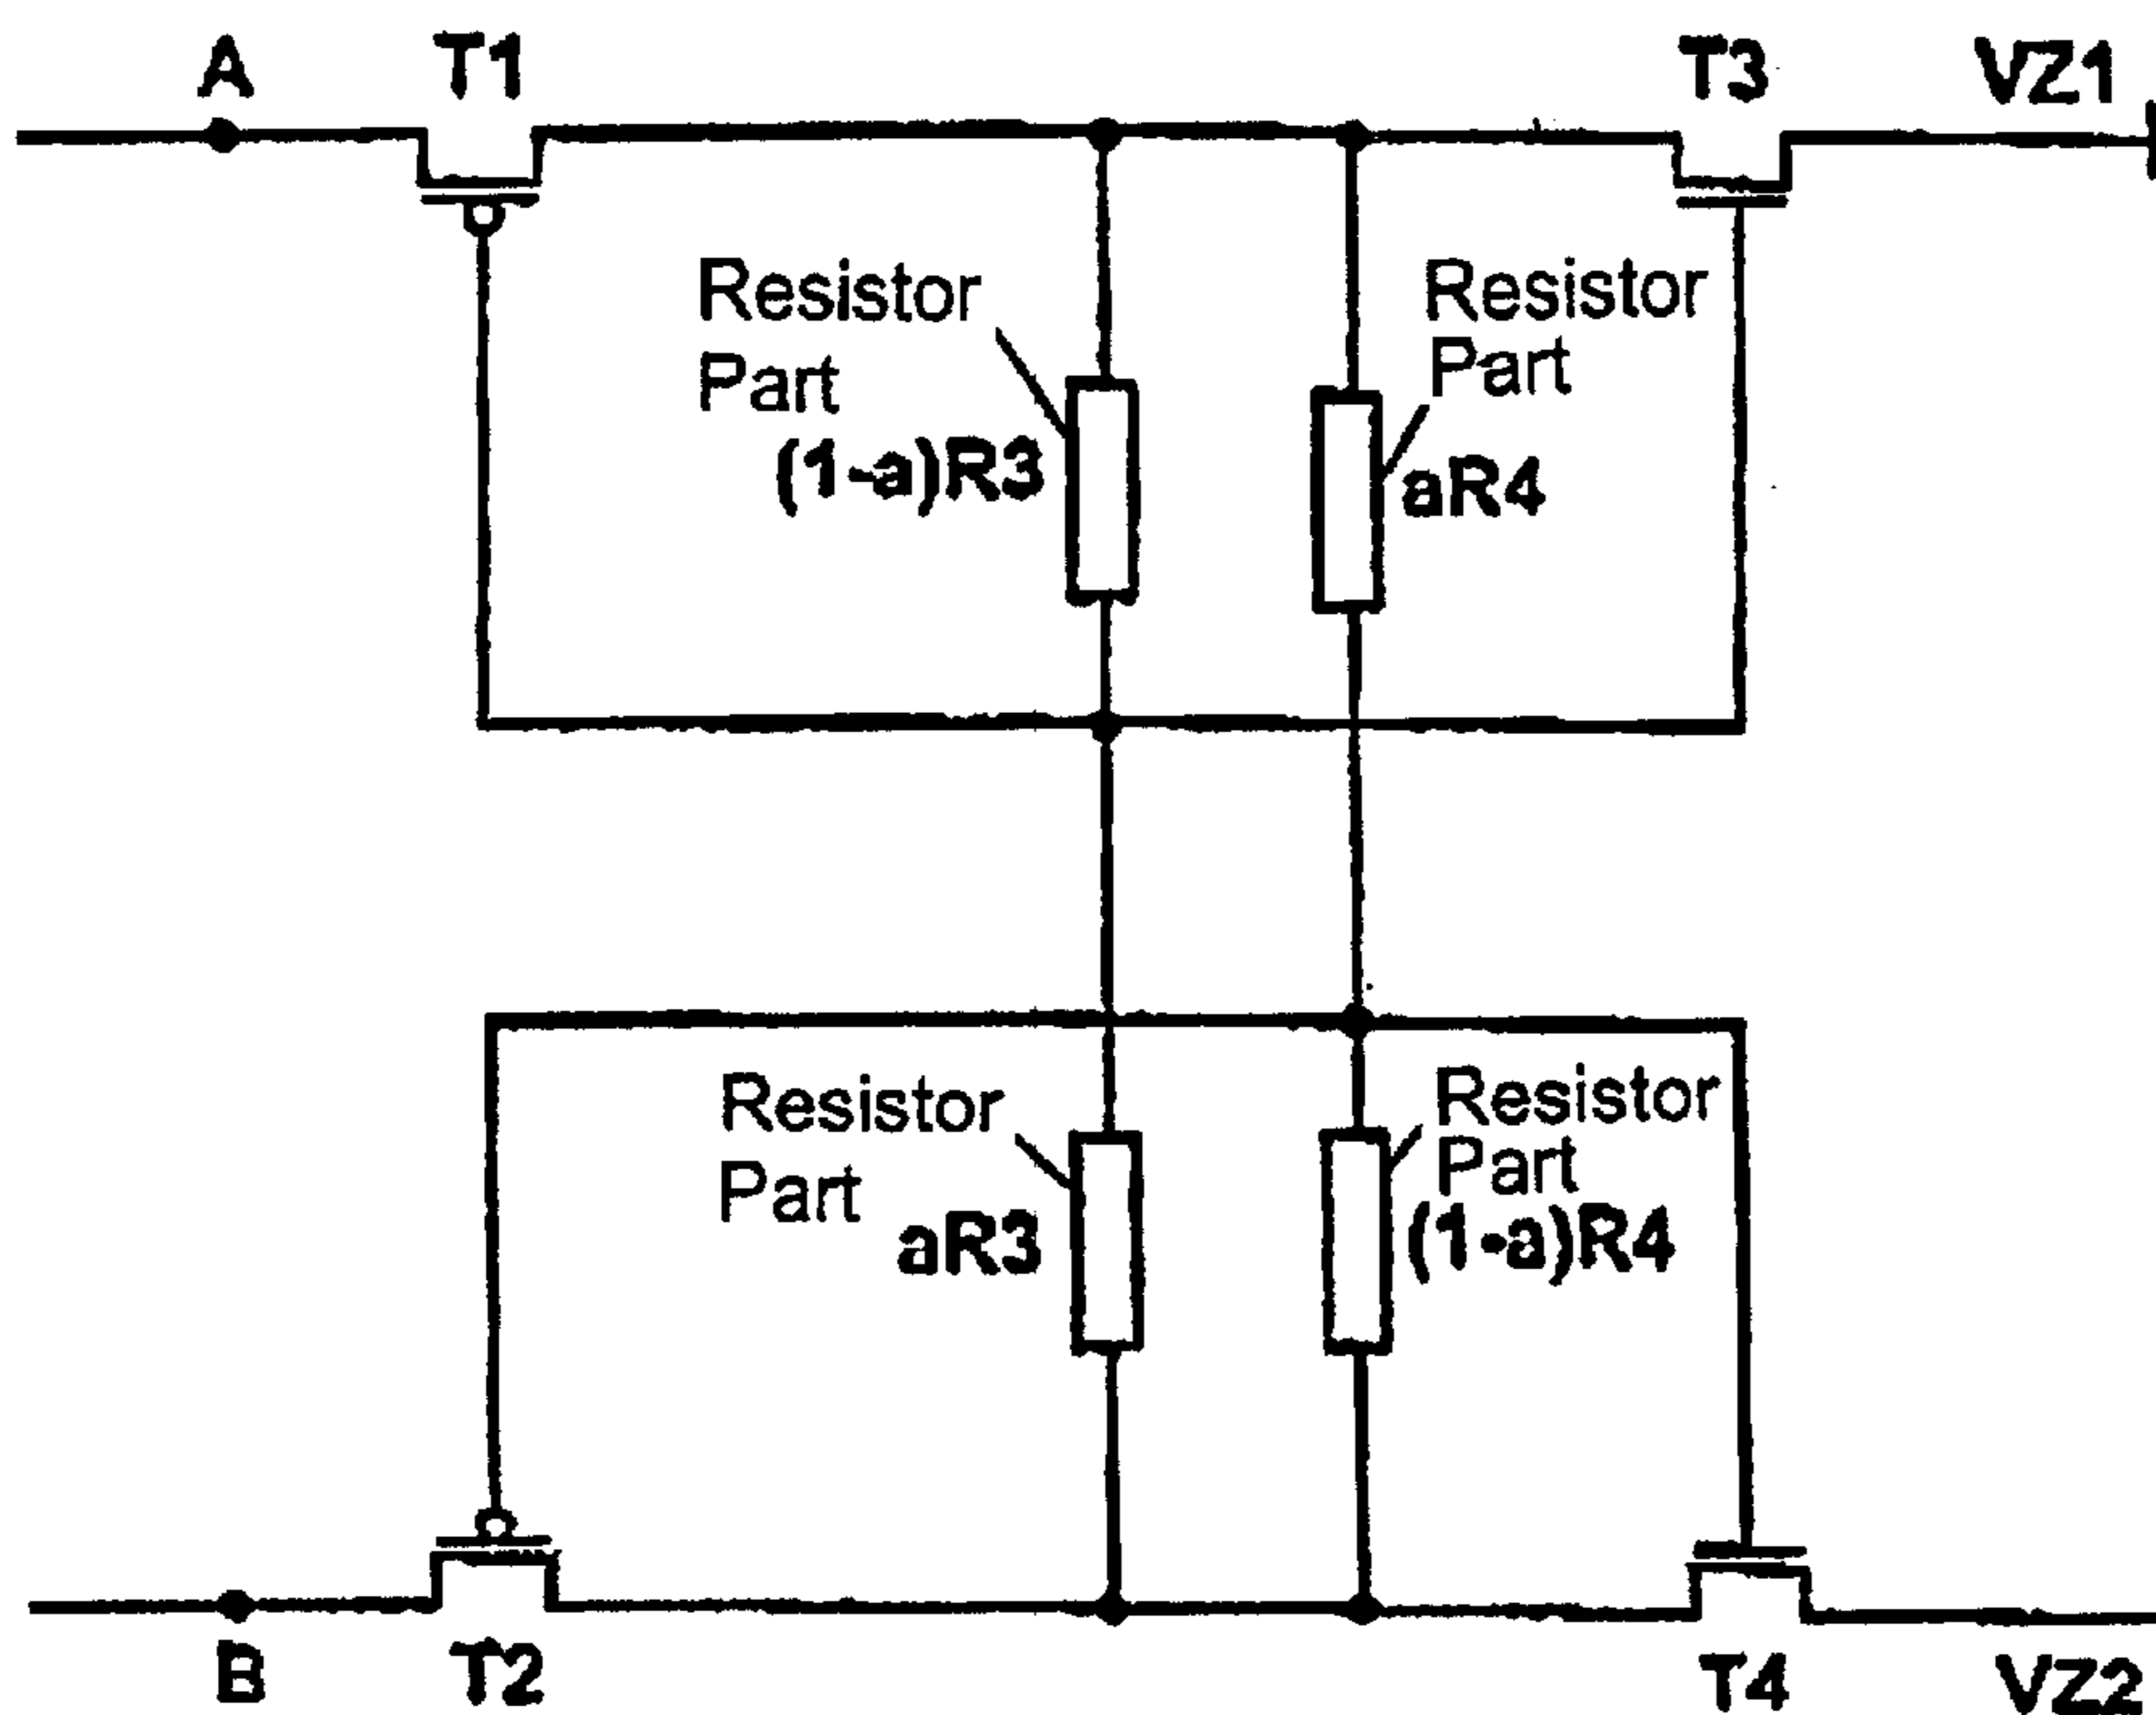 A T1 T3 VZ1
Resistor
Part
(1-a)R3
Resistor
Part
aR4
Resistor
Part
aR3
Resistor
Part
(1-a)R4
B T2 T4 VZ2